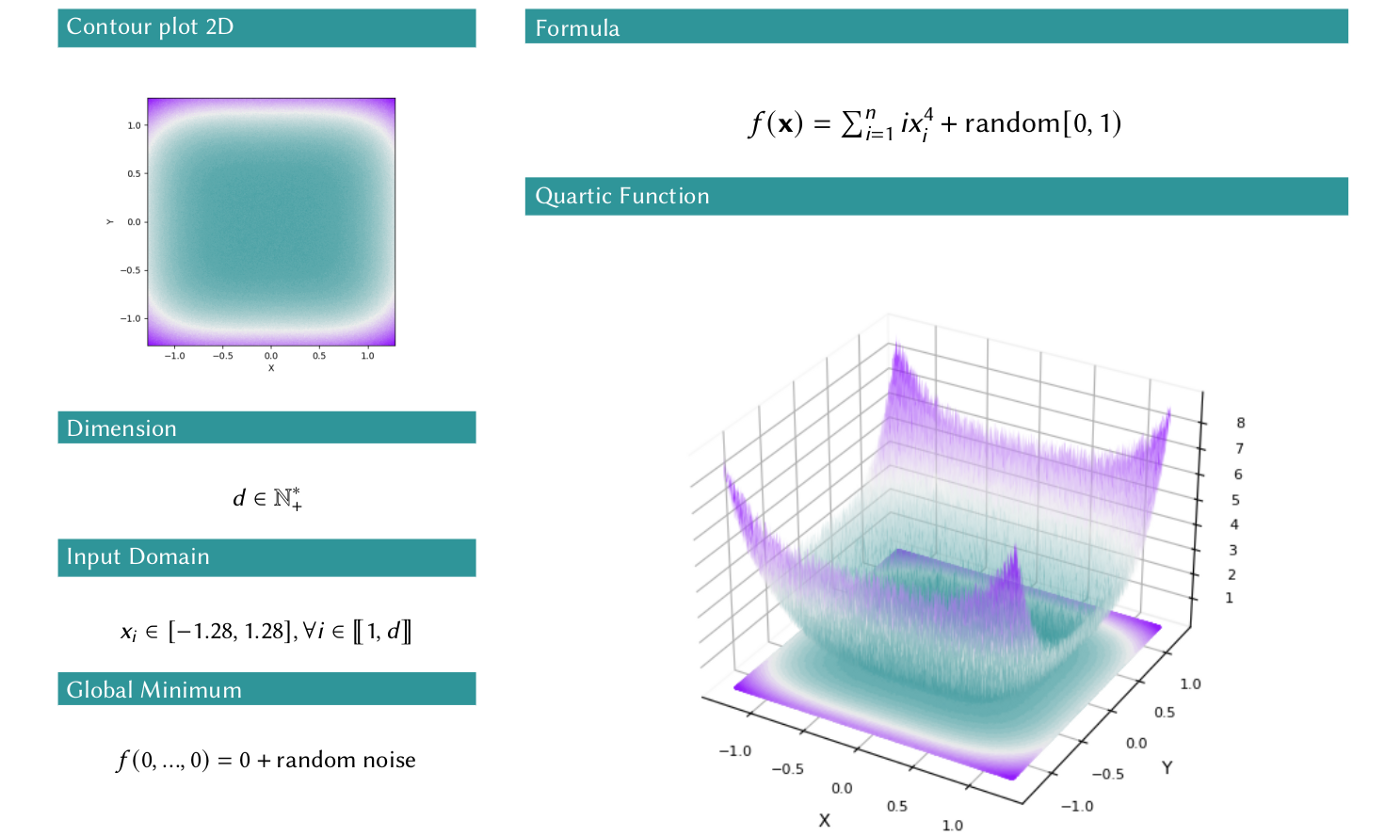 Contour plot 2D
1.0
0.5
0.0
−0.5
−1.0
Y
−1.0 −0.5 0.0 0.5 1.0
X
Dimension
d ∈ ℕ*₊
Input Domain
xᵢ ∈ [−1.28, 1.28], ∀i ∈ ⟦1, d⟧
Global Minimum
f(0, ..., 0) = 0 + random noise
Formula
f(𝐱) = ∑ⁿᵢ₌₁ ixᵢ⁴ + random[0, 1)
Quartic Function
8
7
6
5
4
3
2
1
1.0
0.5
0.0
−0.5
−1.0
Y
−1.0
−0.5
0.0
0.5
1.0
X